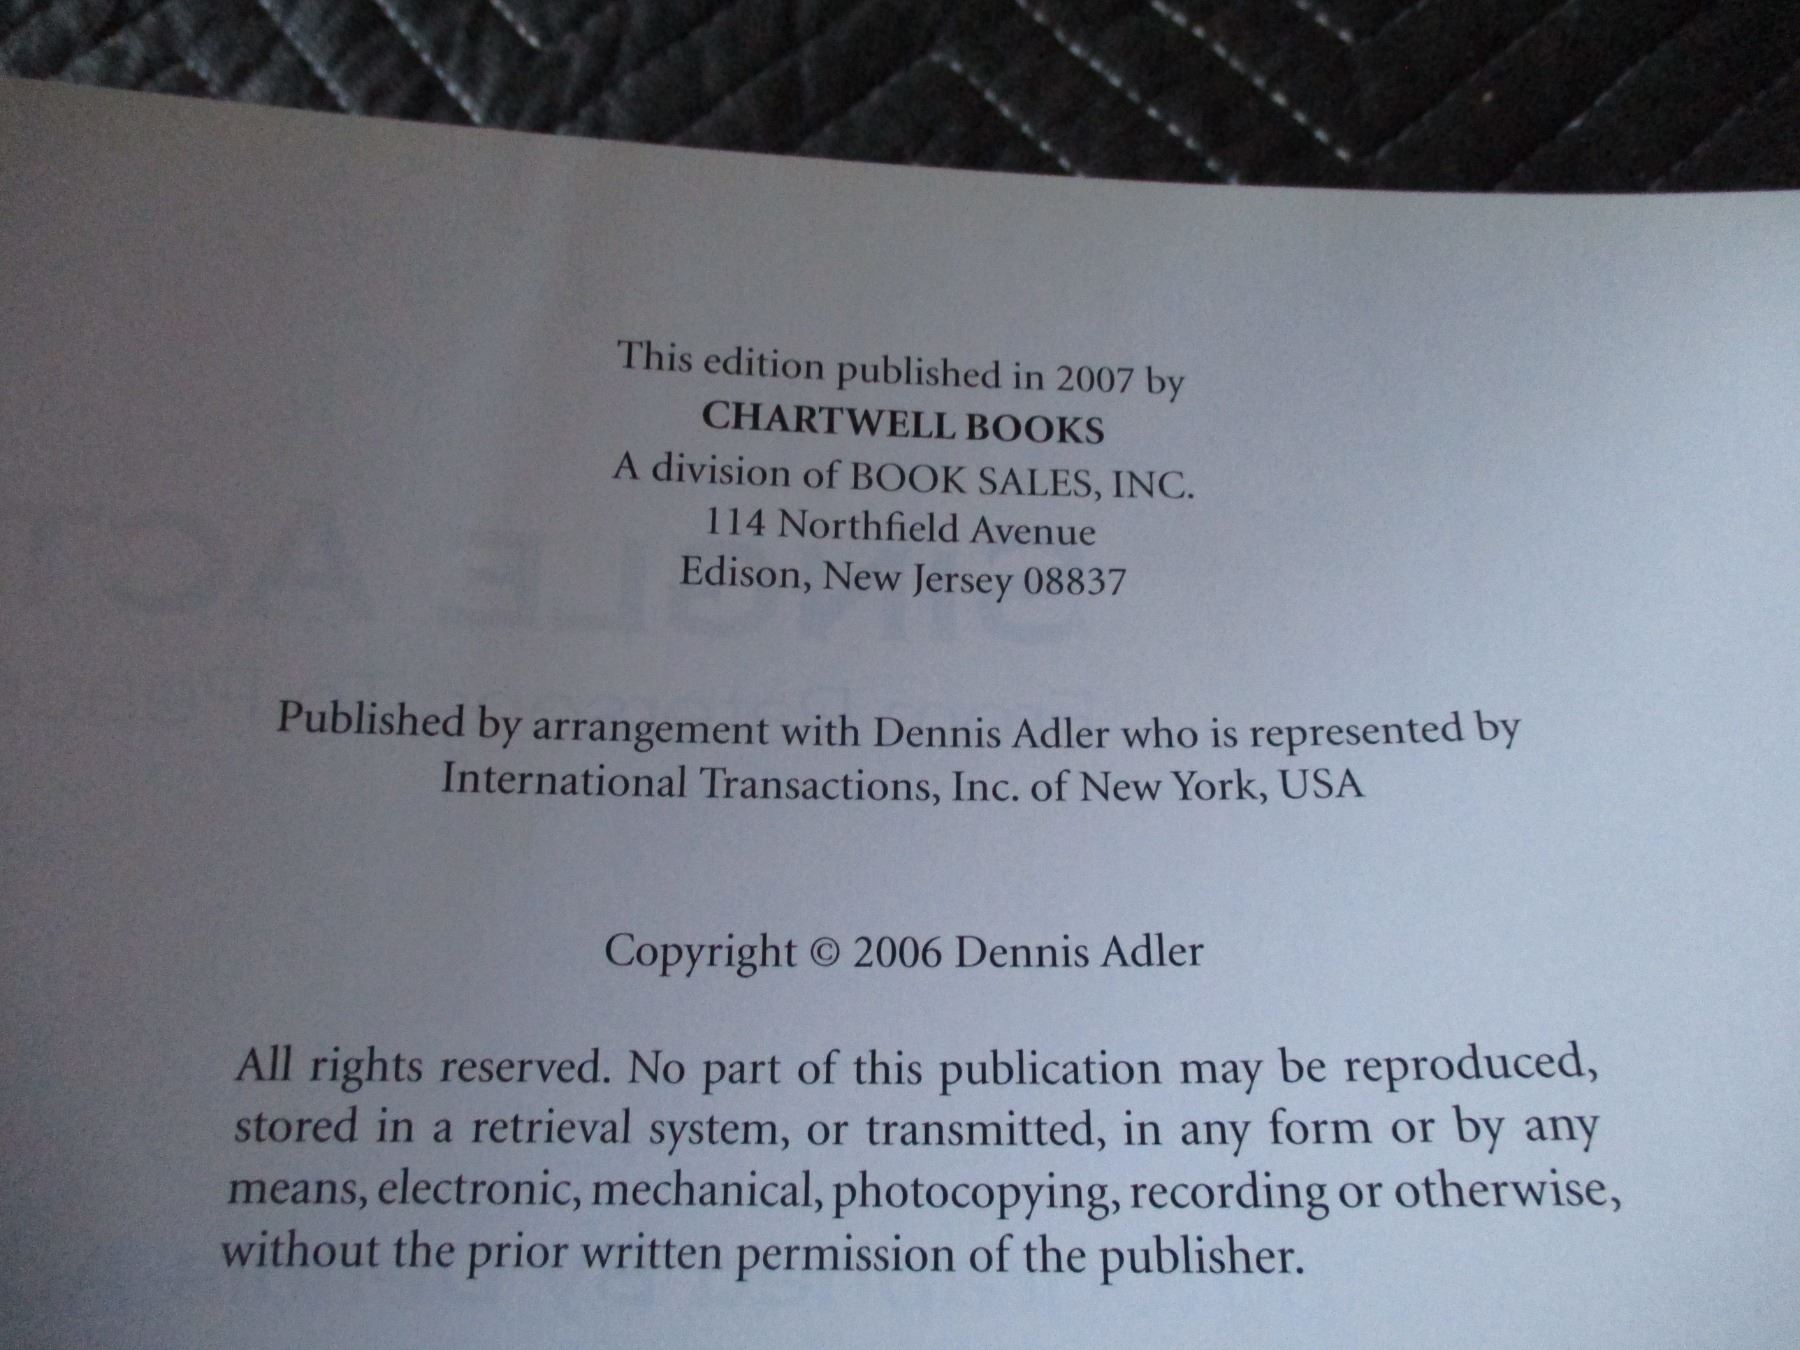 This edition published in 2007 by
CHARTWELL BOOKS
A division of BOOK SALES, INC.
114 Northfield Avenue
Edison, New Jersey 08837
Published by arrangement with Dennis Adler who is represented by
International Transactions, Inc. of New York, USA
Copyright © 2006 Dennis Adler
All rights reserved. No part of this publication may be reproduced,
stored in a retrieval system, or transmitted, in any form or by any
means, electronic, mechanical, photocopying, recording or otherwise,
without the prior written permission of the publisher.